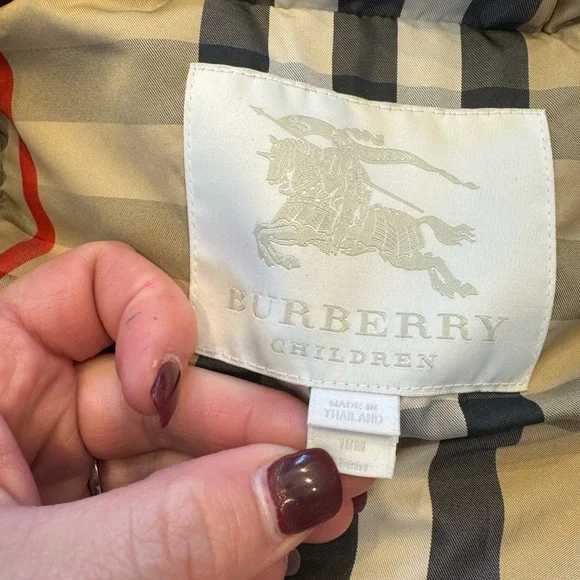 BURBERRY
CHILDREN
MADE IN
THAILAND
18M